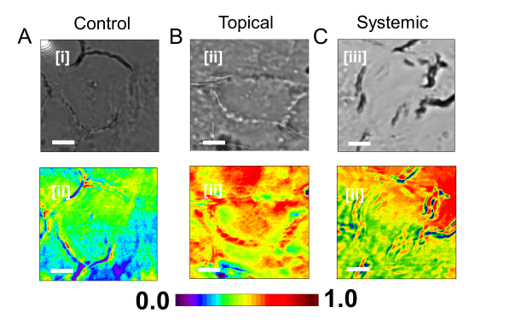 Control Topical Systemic
A B C
[i] [ii] [iii]
[ii] [ii] [ii]
0.0 1.0